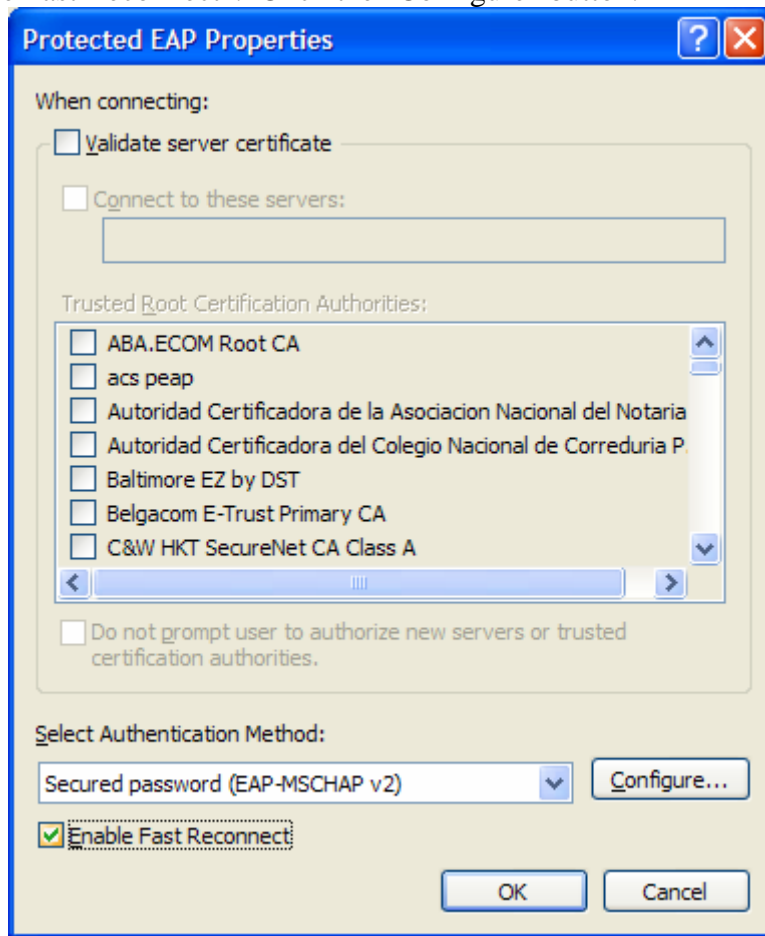 Protected EAP Properties
When connecting:
Validate server certificate
Connect to these servers:
Trusted Root Certification Authorities:
ABA.ECOM Root CA
acs peap
Autoridad Certificadora de la Asociacion Nacional del Notaria
Autoridad Certificadora del Colegio Nacional de Correduria P.
Baltimore EZ by DST
Belgacom E-Trust Primary CA
C&W HKT SecureNet CA Class A
Do not prompt user to authorize new servers or trusted
certification authorities.
Select Authentication Method:
Secured password (EAP-MSCHAP v2)
Configure...
Enable Fast Reconnect
OK
Cancel